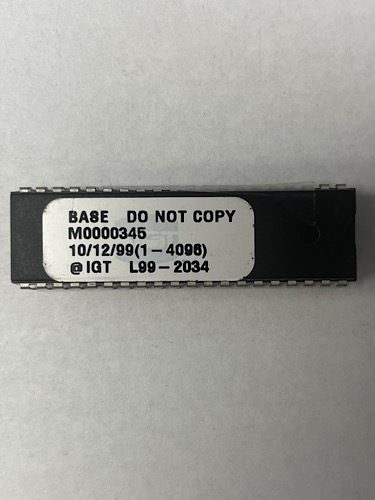 BASE DO NOT COPY
M0000345
10/12/99(1-4096)
@IGT L99-2034